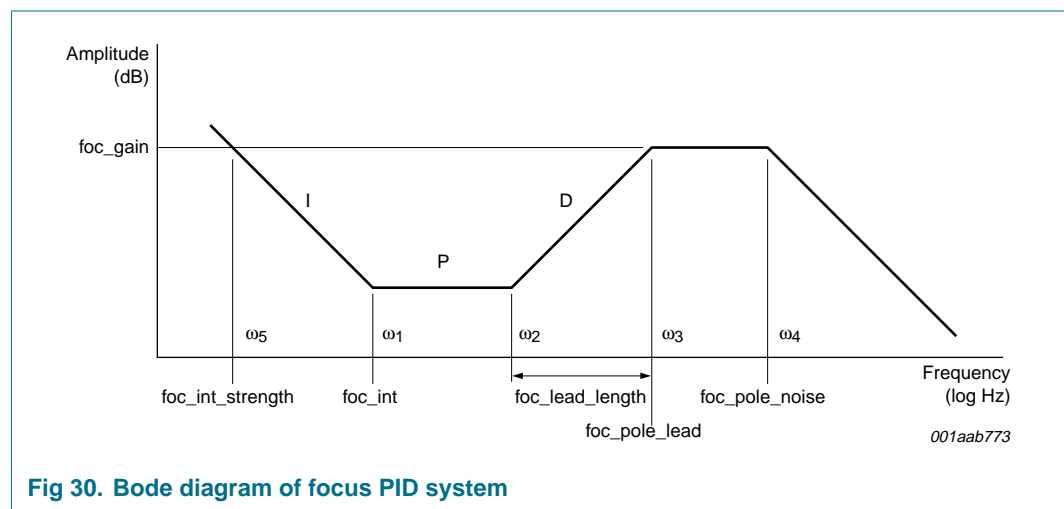 Amplitude
(dB)
foc_gain
I
D
P
ω5
ω1
ω2
ω3
ω4
Frequency
(log Hz)
foc_int_strength
foc_int
foc_lead_length
foc_pole_noise
foc_pole_lead
001aab773
Fig 30. Bode diagram of focus PID system